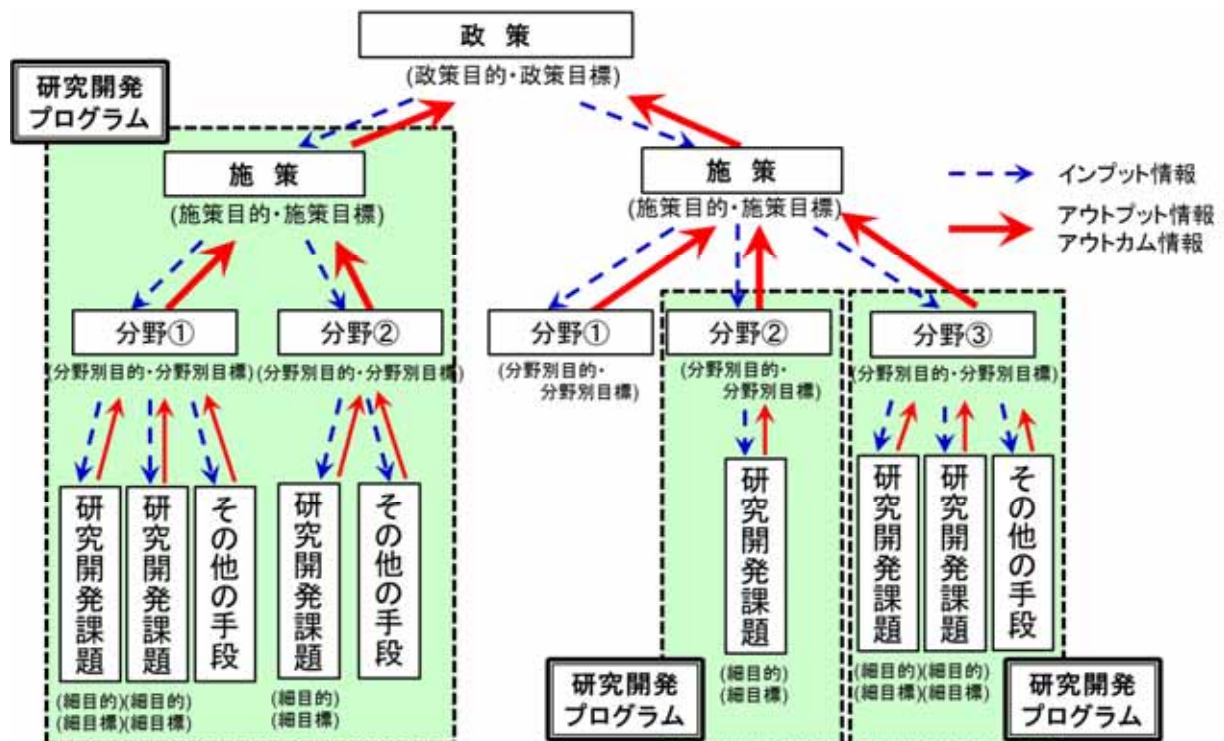 政 策
(政策目的・政策目標)
研究開発
プログラム
施 策
(施策目的・施策目標)
施 策
(施策目的・施策目標)
インプット情報
アウトプット情報
アウトカム情報
分野①
(分野別目的・分野別目標)
分野②
(分野別目的・分野別目標)
分野①
(分野別目的・
分野別目標)
分野②
(分野別目的・
分野別目標)
分野③
(分野別目的・分野別目標)
研究開発課題
研究開発課題
その他の手段
研究開発課題
その他の手段
研究開発課題
研究開発課題
研究開発課題
その他の手段
(細目的)(細目的)
(細目標)(細目標)
(細目的)
(細目標)
(細目的)
(細目標)
(細目的)(細目的)
(細目標)(細目標)
研究開発
プログラム
研究開発
プログラム